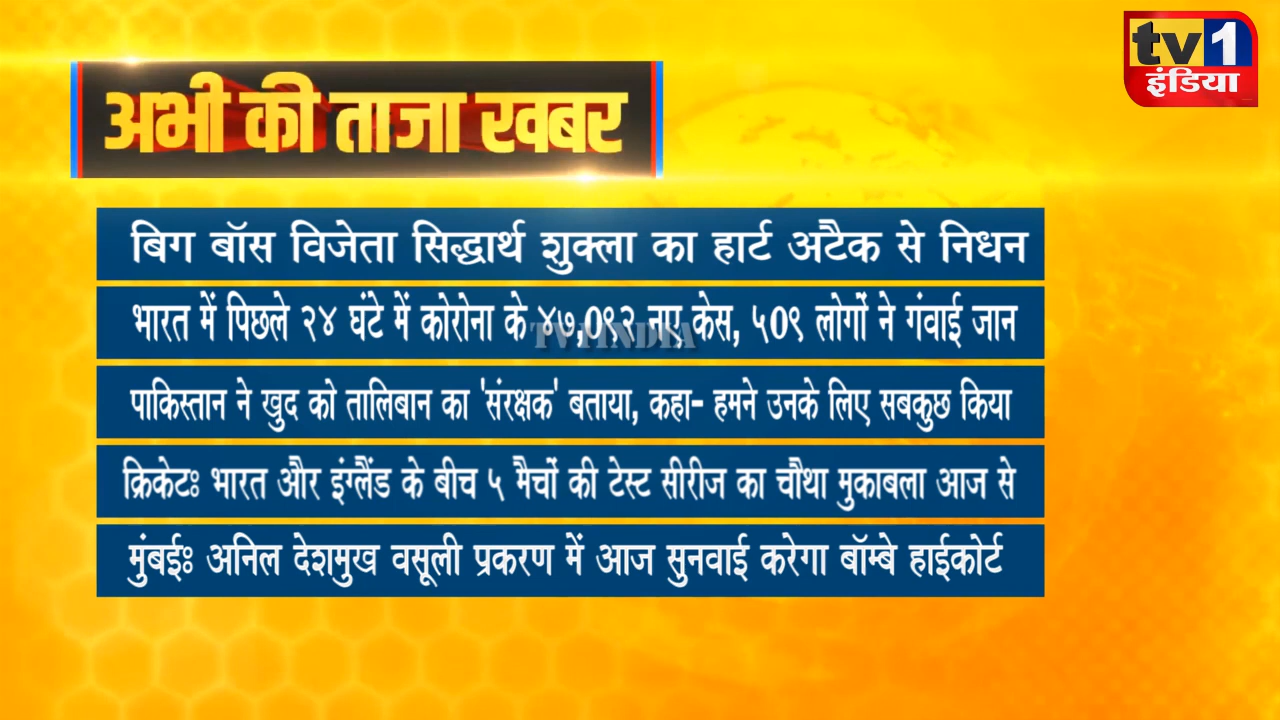 tv1
इंडिया
अभी की ताजा खबर
बिग बॉस विजेता सिद्धार्थ शुक्ला का हार्ट अटैक से निधन
भारत में पिछले २४ घंटे में कोरोना के ४७,०९२ नए केस, ५०९ लोगों ने गंवाई जान
TV1 INDIA
पाकिस्तान ने खुद को तालिबान का 'संरक्षक' बताया, कहा- हमने उनके लिए सबकुछ किया
क्रिकेटः भारत और इंग्लैंड के बीच ५ मैचों की टेस्ट सीरीज का चौथा मुकाबला आज से
मुंबईः अनिल देशमुख वसूली प्रकरण में आज सुनवाई करेगा बॉम्बे हाईकोर्ट